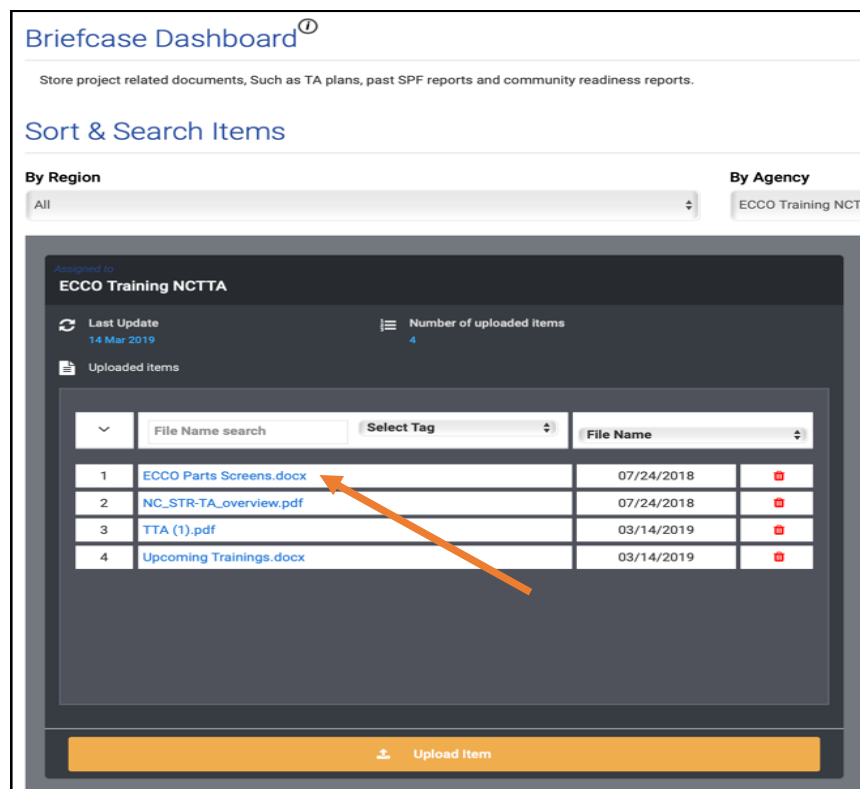 Briefcase Dashboard i
Store project related documents, Such as TA plans, past SPF reports and community readiness reports.
Sort & Search Items
By Region By Agency
All ECCO Training NCT
Assigned to
ECCO Training NCTTA
Last Update Number of uploaded items
14 Mar 2019 4
Uploaded items
File Name search Select Tag File Name
1 ECCO Parts Screens.docx 07/24/2018
2 NC_STR-TA_overview.pdf 07/24/2018
3 TTA (1).pdf 03/14/2019
4 Upcoming Trainings.docx 03/14/2019
Upload Item